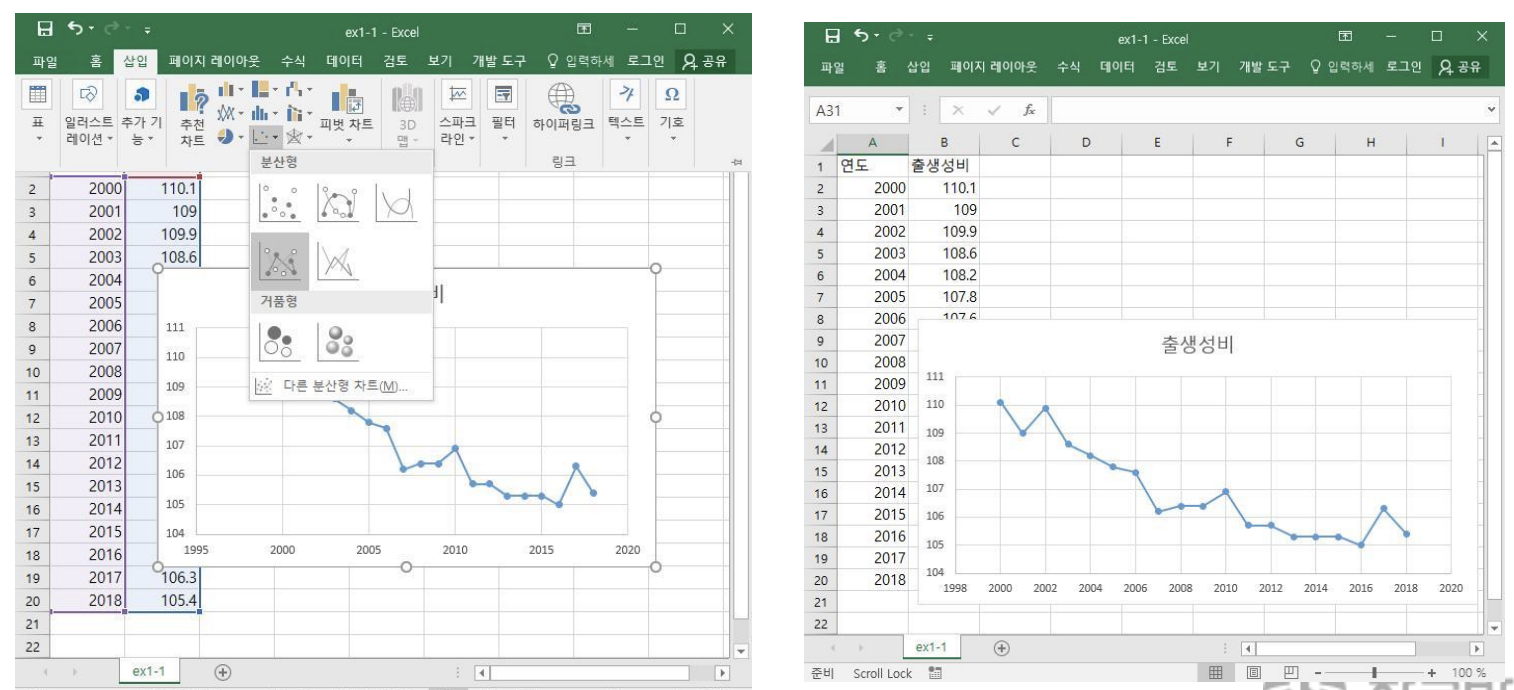 ex1-1 - Excel
파일 홈 삽입 페이지 레이아웃 수식 데이터 검토 보기 개발 도구 입력하세 로그인 공유
표 일러스트레이션 추가 기능 추천 차트 피벗 차트 3D 맵 스파크라인 필터 하이퍼링크 텍스트 기호
링크
분산형
거품형
다른 분산형 차트(M)...
2 2000 110.1
3 2001 109
4 2002 109.9
5 2003 108.6
6 2004
7 2005
8 2006
9 2007
10 2008
11 2009
12 2010
13 2011
14 2012
15 2013
16 2014
17 2015
18 2016
19 2017 106.3
20 2018 105.4
21
22
비
111
110
109
108
107
106
105
104
1995 2000 2005 2010 2015 2020
ex1-1
ex1-1 - Excel
파일 홈 삽입 페이지 레이아웃 수식 데이터 검토 보기 개발 도구 입력하세 로그인 공유
A31 fx
A B C D E F G H I
1 연도 출생성비
2 2000 110.1
3 2001 109
4 2002 109.9
5 2003 108.6
6 2004 108.2
7 2005 107.8
8 2006 107.6
9 2007
10 2008
11 2009
12 2010
13 2011
14 2012
15 2013
16 2014
17 2015
18 2016
19 2017
20 2018
21
22
출생성비
111
110
109
108
107
106
105
104
1998 2000 2002 2004 2006 2008 2010 2012 2014 2016 2018 2020
ex1-1
준비 Scroll Lock 100 %